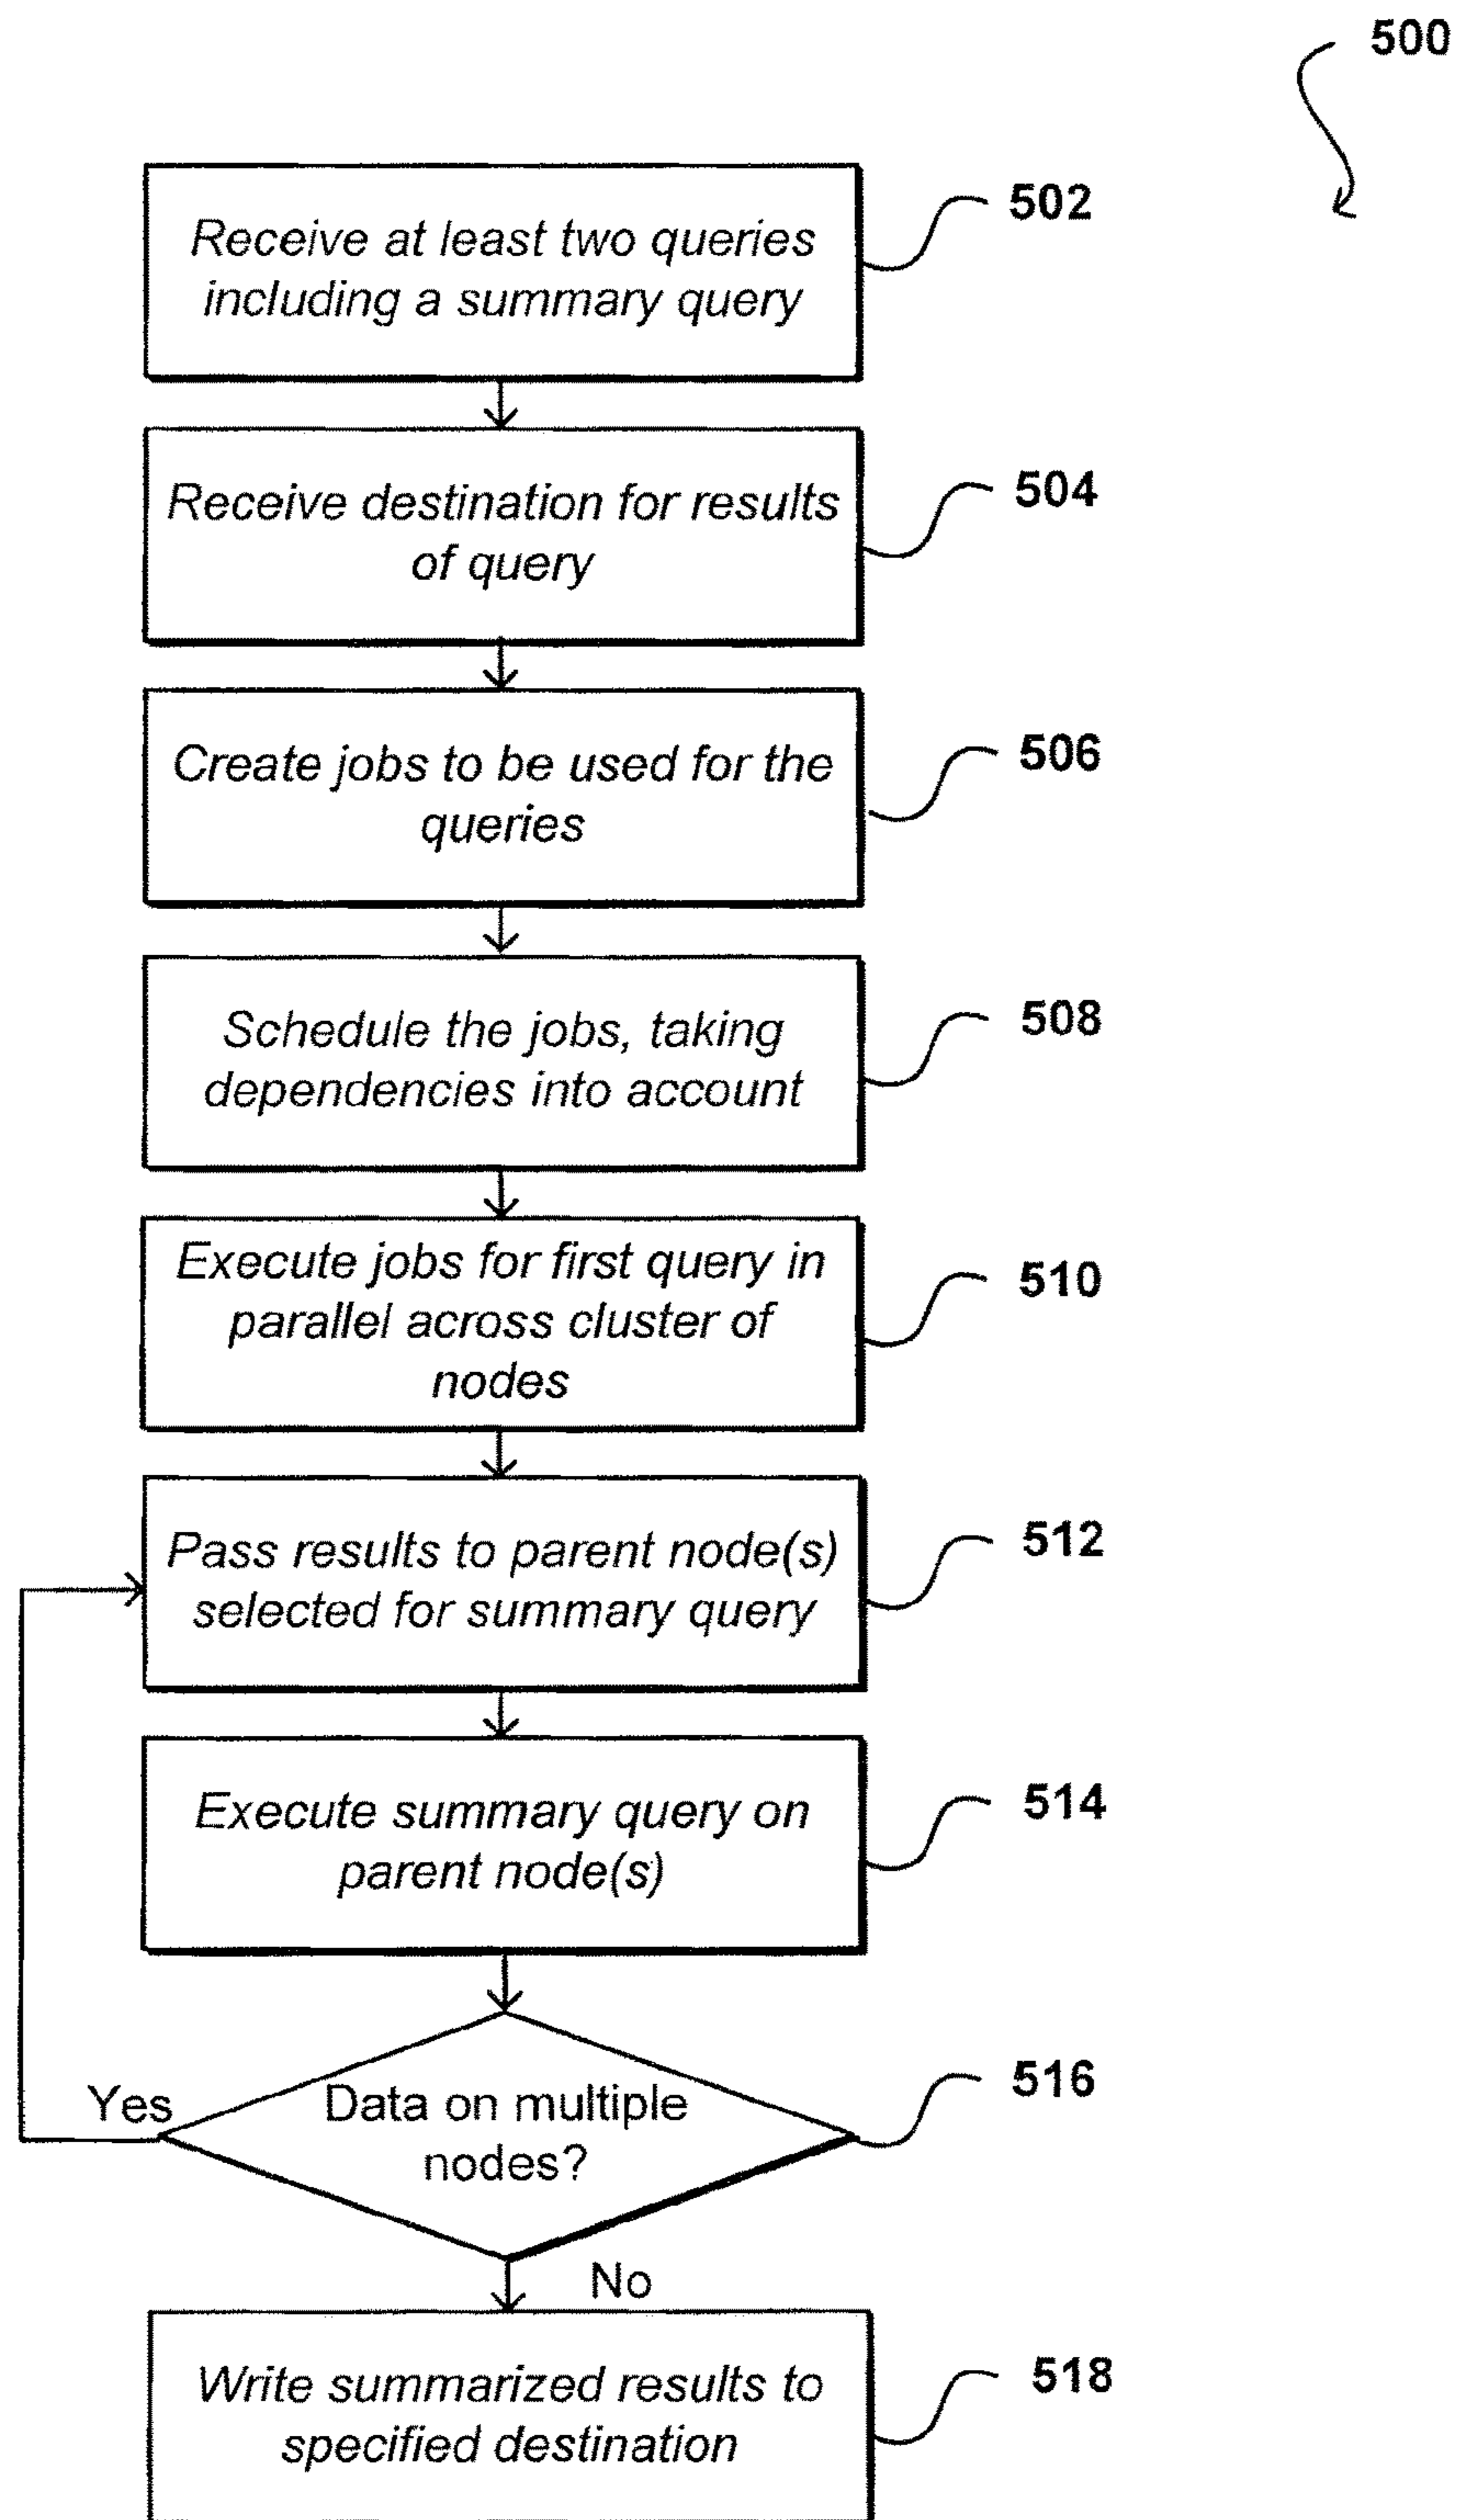 500
Receive at least two queries
including a summary query
502
Receive destination for results
of query
504
Create jobs to be used for the
queries
506
Schedule the jobs, taking
dependencies into account
508
Execute jobs for first query in
parallel across cluster of
nodes
510
Pass results to parent node(s)
selected for summary query
512
Execute summary query on
parent node(s)
514
Data on multiple
nodes?
516
Yes
No
Write summarized results to
specified destination
518